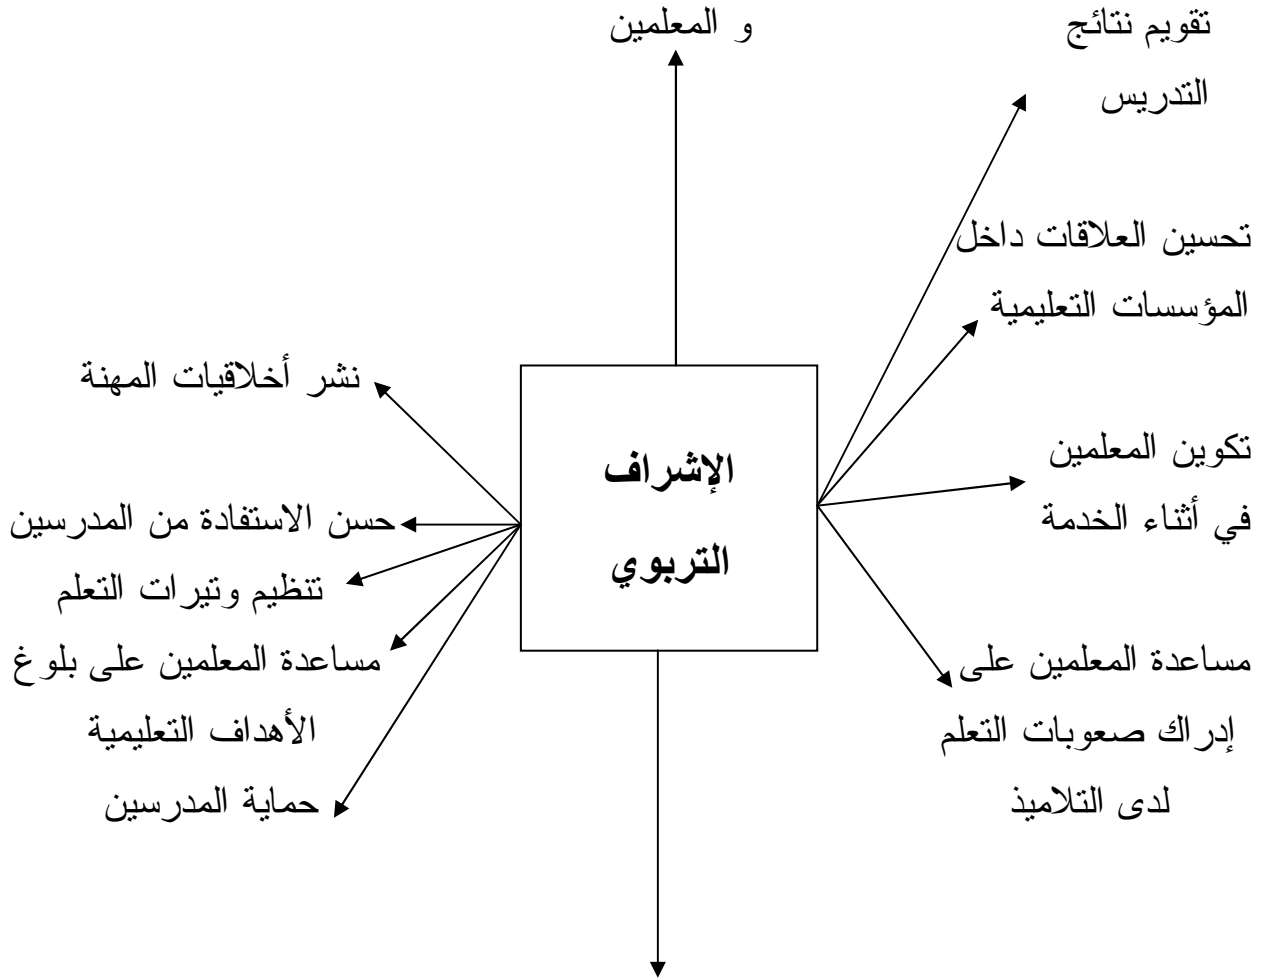 و المعلمين
تقويم نتائج
التدريس
تحسين العلاقات داخل
المؤسسات التعليمية
تكوين المعلمين
في أثناء الخدمة
مساعدة المعلمين على
إدراك صعوبات التعلم
لدى التلاميذ
الإشراف
التربوي
نشر أخلاقيات المهنة
حسن الاستفادة من المدرسين
تنظيم وتيرات التعلم
مساعدة المعلمين على بلوغ
الأهداف التعليمية
حماية المدرسين